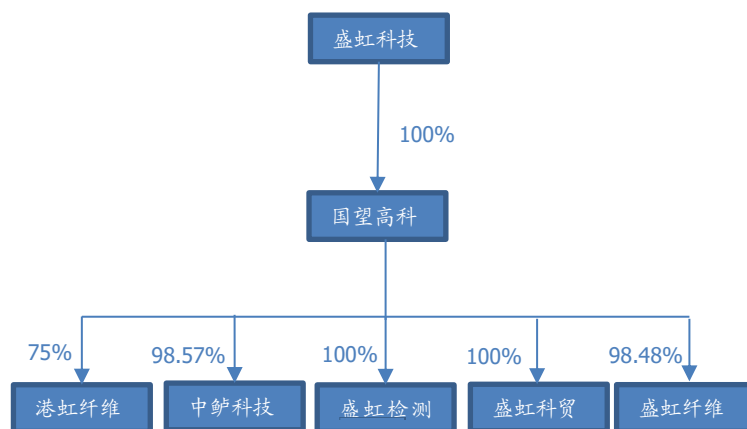 盛虹科技
100%
国望高科
75%
98.57%
100%
100%
98.48%
港虹纤维
中鲈科技
盛虹检测
盛虹科贸
盛虹纤维